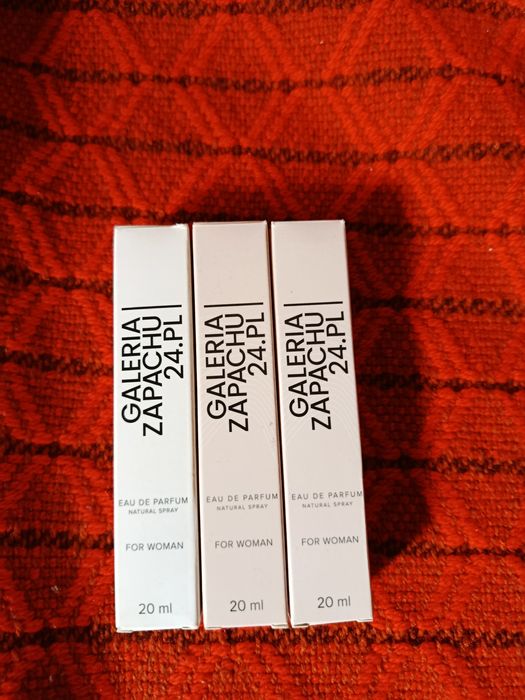 GALERIA
ZAPACHU
24.PL
EAU DE PARFUM
NATURAL SPRAY
FOR WOMAN
20 ml
GALERIA
ZAPACHU
24.PL
EAU DE PARFUM
NATURAL SPRAY
FOR WOMAN
20 ml
GALERIA
ZAPACHU
24.PL
EAU DE PARFUM
NATURAL SPRAY
FOR WOMAN
20 ml